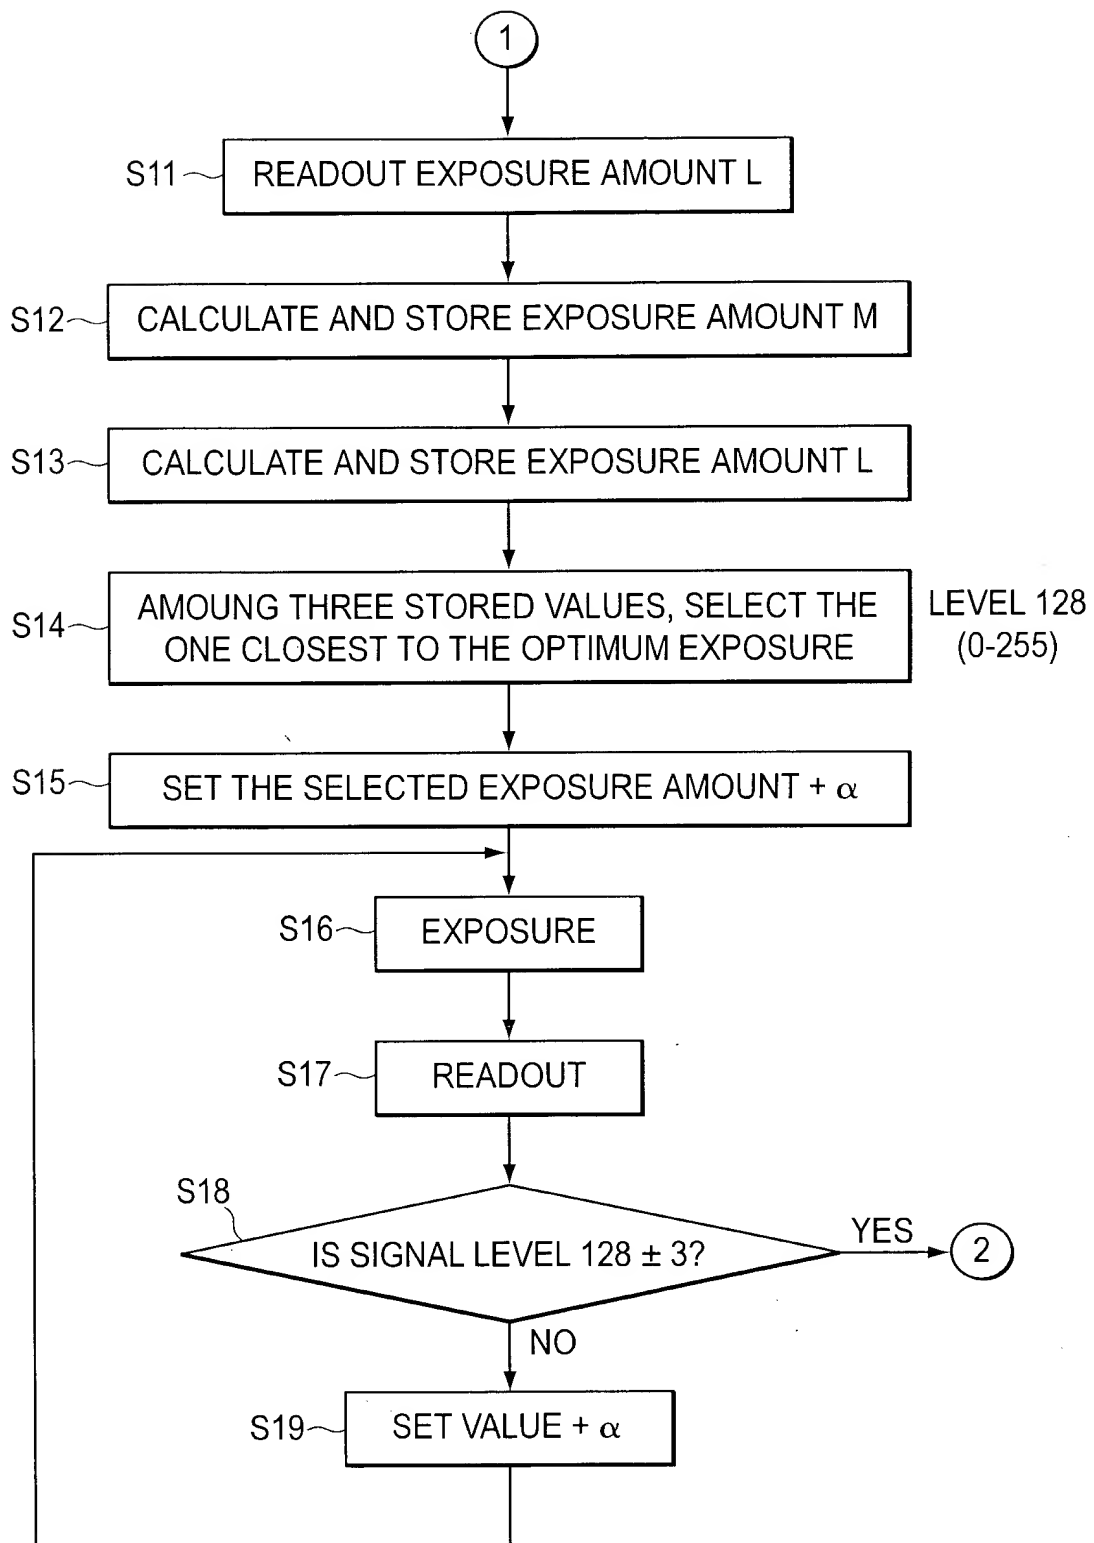 1
S11
READOUT EXPOSURE AMOUNT L
S12
CALCULATE AND STORE EXPOSURE AMOUNT M
S13
CALCULATE AND STORE EXPOSURE AMOUNT L
S14
AMOUNG THREE STORED VALUES, SELECT THE
ONE CLOSEST TO THE OPTIMUM EXPOSURE
LEVEL 128
(0-255)
S15
SET THE SELECTED EXPOSURE AMOUNT + α
S16
EXPOSURE
S17
READOUT
S18
IS SIGNAL LEVEL 128 ± 3?
YES
2
NO
S19
SET VALUE + α